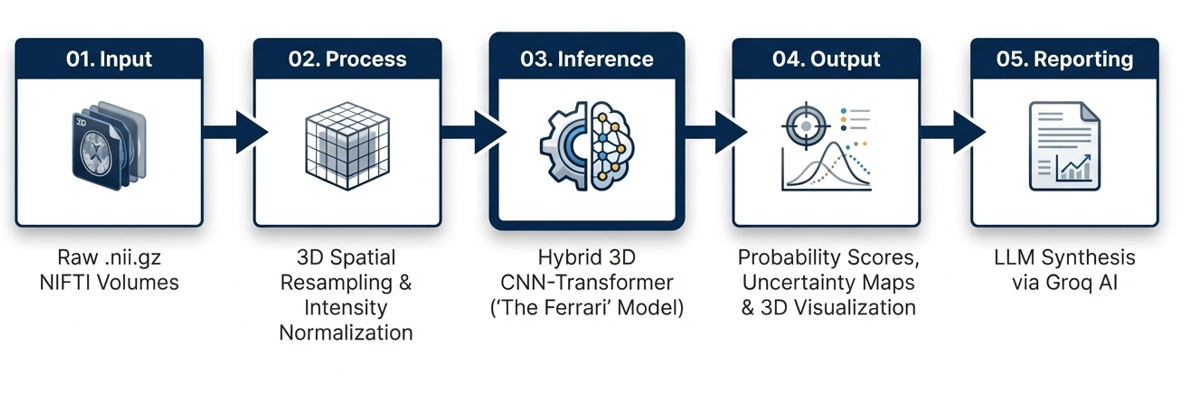 01. Input
02. Process
03. Inference
04. Output
05. Reporting
3D
Raw .nii.gz
NIFTI Volumes
3D Spatial
Resampling &
Intensity
Normalization
Hybrid 3D
CNN-Transformer
(‘The Ferrari’ Model)
Probability Scores,
Uncertainty Maps
& 3D Visualization
LLM Synthesis
via Groq AI